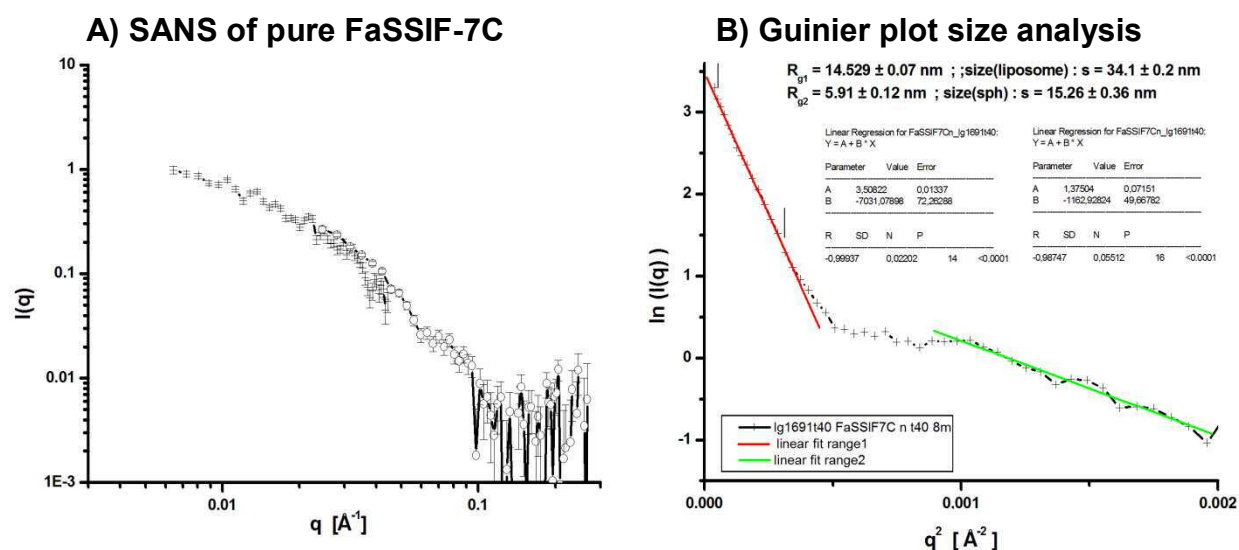 A) SANS of pure FaSSIF-7C
10
1
0.1
0.01
1E-3
I(q)
0.01
0.1
q [Å⁻¹]
B) Guinier plot size analysis
R_g1 = 14.529 ± 0.07 nm ; ;size(liposome) : s = 34.1 ± 0.2 nm
R_g2 = 5.91 ± 0.12 nm ; size(sph) : s = 15.26 ± 0.36 nm
Linear Regression for FaSSIF7Cn_lg1691t40:
Y = A + B * X
Parameter Value Error
A 3,50822 0,01337
B -7031,07898 72,26288
R SD N P
-0,99937 0,02202 14 <0.0001
Linear Regression for FaSSIF7Cn_lg1691t40:
Y = A + B * X
Parameter Value Error
A 1,37504 0,07151
B -1162,92824 49,66782
R SD N P
-0,98747 0,05512 16 <0.0001
3
2
1
0
-1
ln (I(q) )
lg1691t40 FaSSIF7C n t40 8m
linear fit range1
linear fit range2
0.000
0.001
0.002
q² [ Å⁻²]